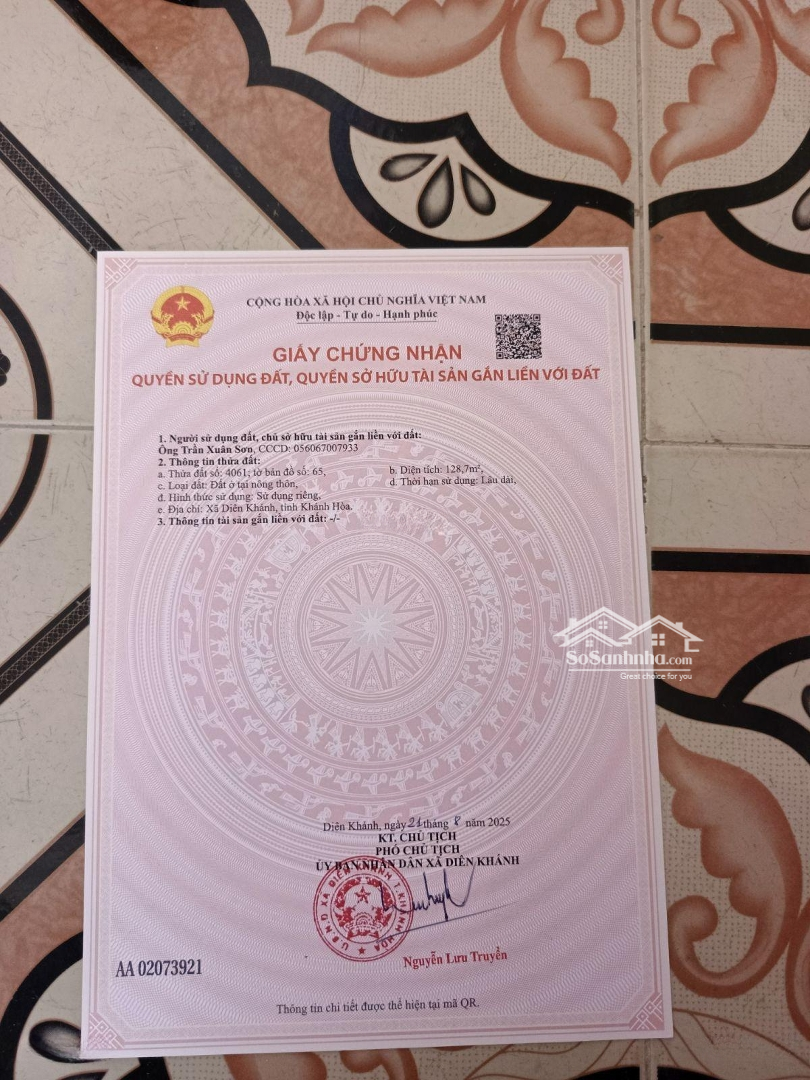 CỘNG HÒA XÃ HỘI CHỦ NGHĨA VIỆT NAM
Độc lập - Tự do - Hạnh phúc
GIẤY CHỨNG NHẬN
QUYỀN SỬ DỤNG ĐẤT, QUYỀN SỞ HỮU TÀI SẢN GẮN LIỀN VỚI ĐẤT
1. Người sử dụng đất, chủ sở hữu tài sản gắn liền với đất:
Ông Trần Xuân Sơn, CCCD: 056067007933
2. Thông tin thửa đất:
a. Thửa đất số: 4061; tờ bản đồ số: 65, b. Diện tích: 128,7m²,
c. Loại đất: Đất ở tại nông thôn, d. Thời hạn sử dụng: Lâu dài,
đ. Hình thức sử dụng: Sử dụng riêng,
e. Địa chỉ: Xã Diên Khánh, tỉnh Khánh Hòa.
3. Thông tin tài sản gắn liền với đất: -/-
SoSanhnha.com
Great choice for you
Diên Khánh, ngày 21 tháng 8 năm 2025
KT. CHỦ TỊCH
PHÓ CHỦ TỊCH
ỦY BAN NHÂN DÂN XÃ DIÊN KHÁNH
U.B.N.D XÃ DIÊN KHÁNH T.KHÁNH HÒA
Nguyễn Lưu Truyền
AA 02073921
Thông tin chi tiết được thể hiện tại mã QR.